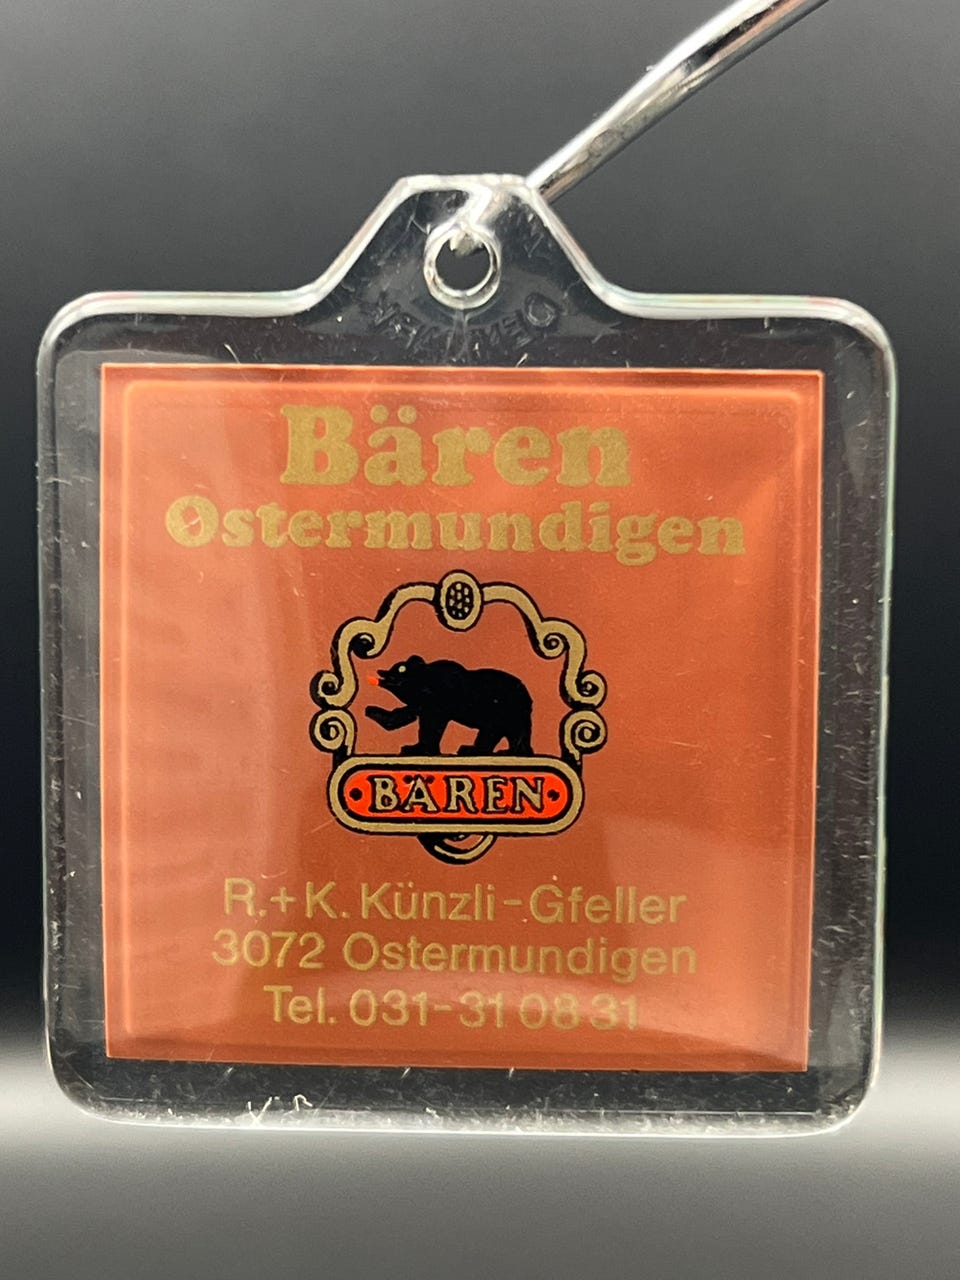 Bären
Ostermundigen
·BÄREN·
R.+K. Künzli-Gfeller
3072 Ostermundigen
Tel. 031-31 08 31